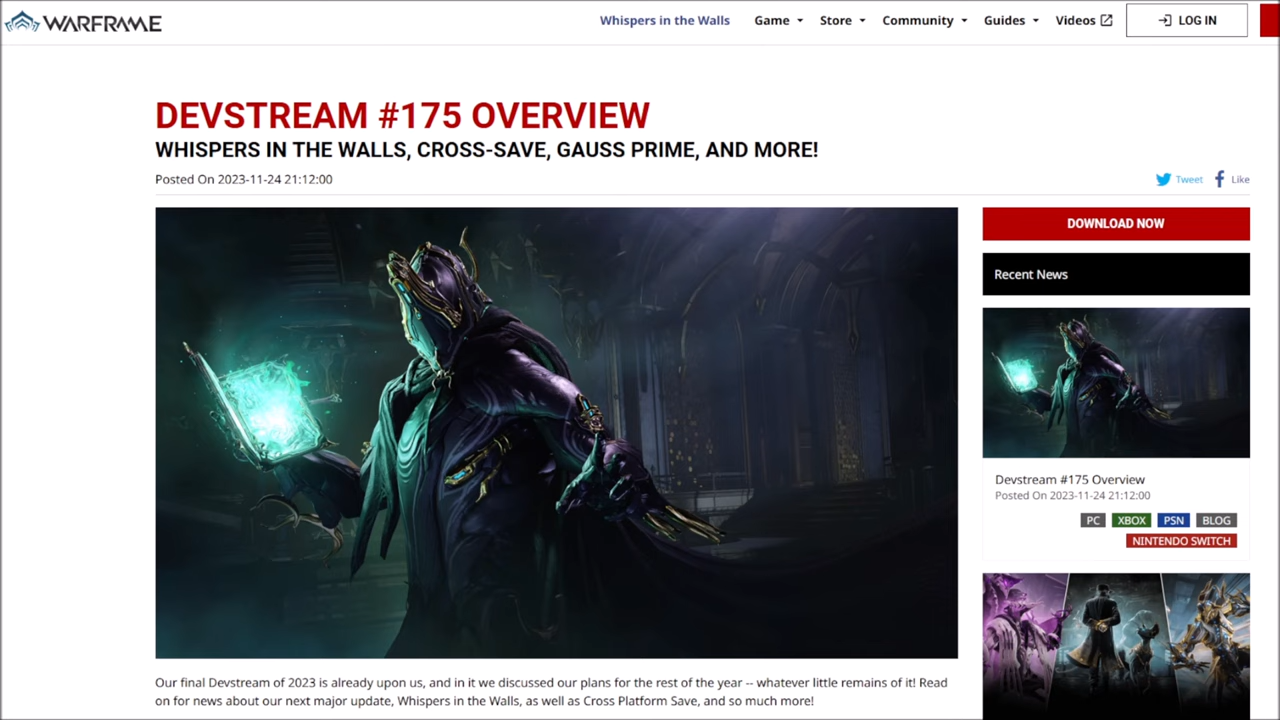 WARFRAME
Whispers in the Walls
Game
Store
Community
Guides
Videos
LOG IN
DEVSTREAM #175 OVERVIEW
WHISPERS IN THE WALLS, CROSS-SAVE, GAUSS PRIME, AND MORE!
Posted On 2023-11-24 21:12:00
Tweet
Like
DOWNLOAD NOW
Recent News
Devstream #175 Overview
Posted On 2023-11-24 21:12:00
PC XBOX PSN BLOG
NINTENDO SWITCH
Our final Devstream of 2023 is already upon us, and in it we discussed our plans for the rest of the year -- whatever little remains of it! Read
on for news about our next major update, Whispers in the Walls, as well as Cross Platform Save, and so much more!